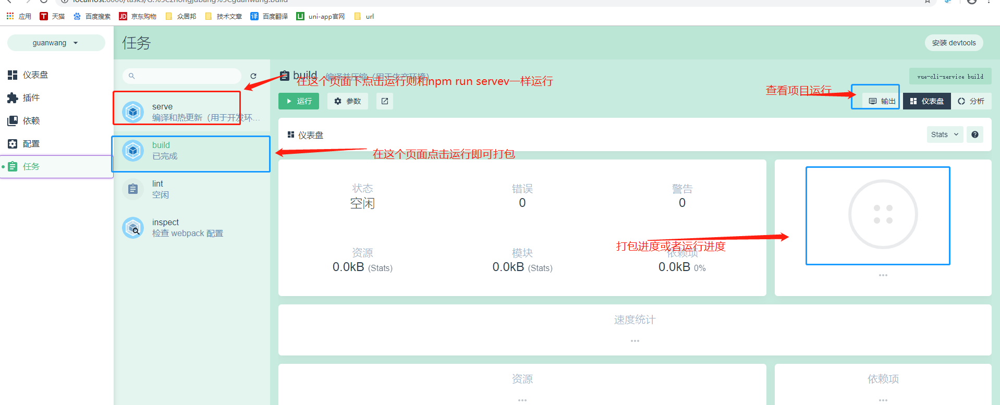 localhost:8000/tasks/G:%5Czhongjubang%5Cguanwang:build
应用 天猫 百度搜索 京东购物 众居邦 技术文章 百度翻译 uni-app官网 url
guanwang
任务
安装 devtools
仪表盘
插件
依赖
配置
任务
serve
编译和热更新（用于开发环...
build
已完成
lint
空闲
inspect
检查 webpack 配置
build 编译并压缩（用于生产环境）
在这个页面下点击运行则和npm run servev一样运行
vue-cli-service build
运行 参数
查看项目运行
输出 仪表盘 分析
仪表盘
Stats
在这个页面点击运行即可打包
状态 错误 警告
空闲 0 0
打包进度或者运行进度
资源 模块 依赖项
0.0kB (Stats) 0.0kB (Stats) 0.0kB 0%
速度统计
资源 依赖项